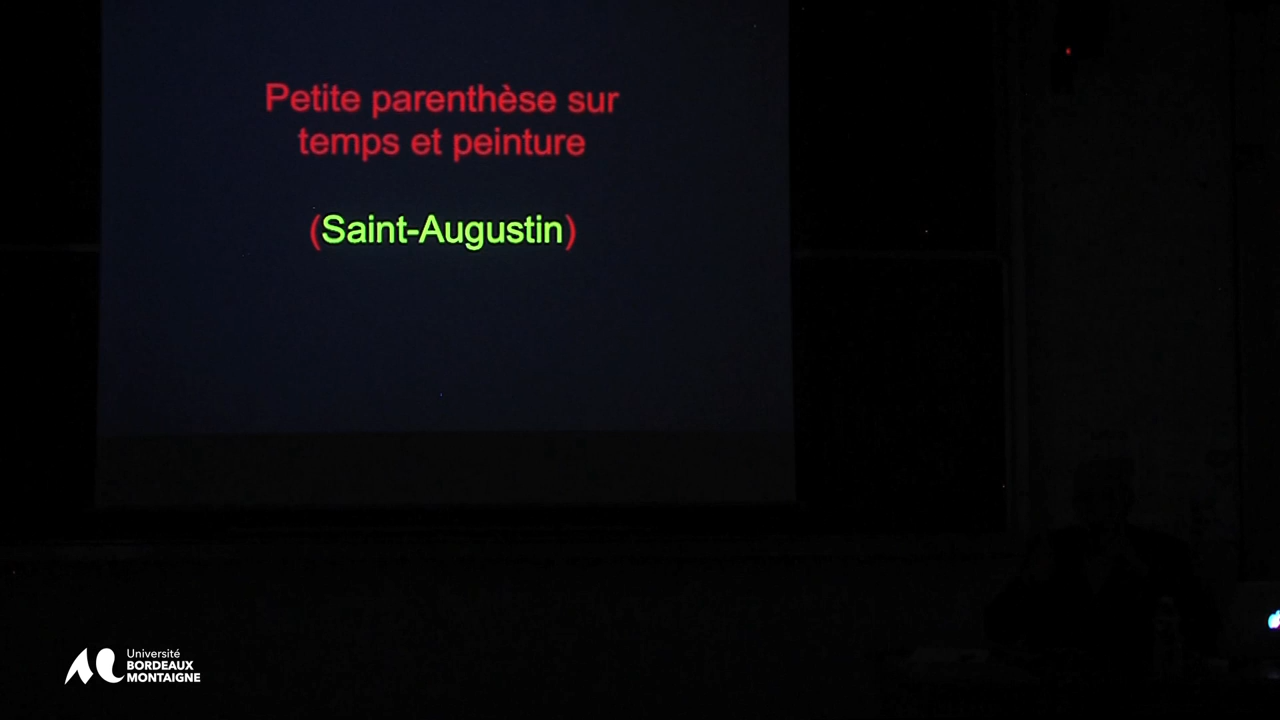 Petite parenthèse sur
temps et peinture
(Saint-Augustin)
Université
BORDEAUX
MONTAIGNE